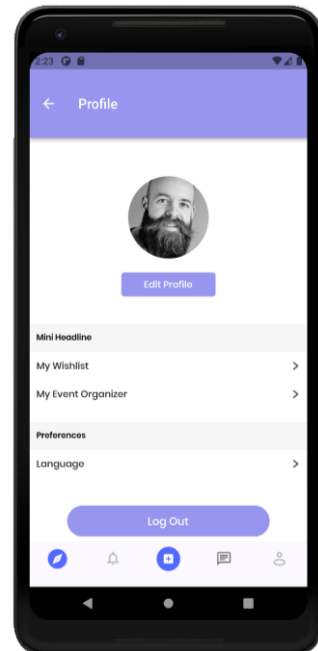 2:23
Profile
Edit Profile
Mini Headline
My Wishlist
My Event Organizer
Preferences
Language
Log Out